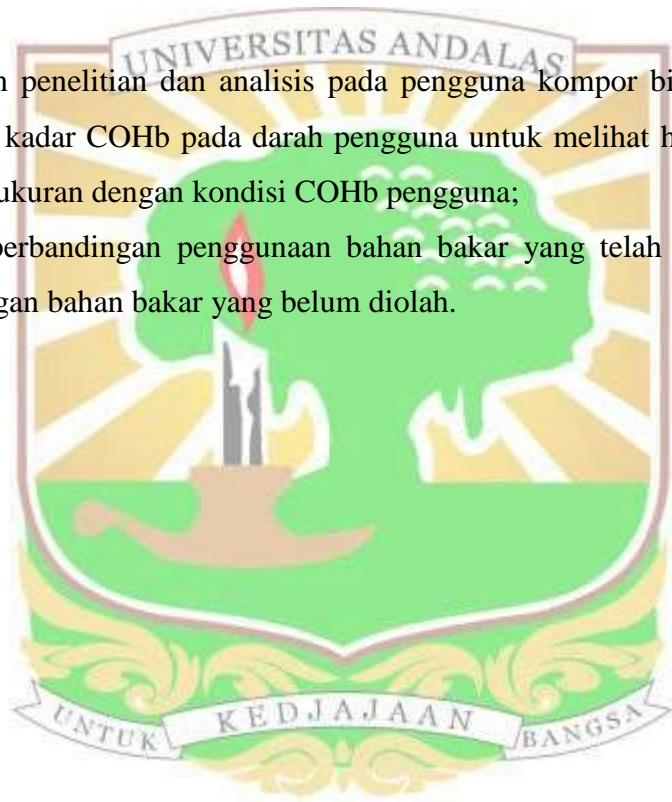 UNIVERSITAS ANDALAS
penelitian dan analisis pada pengguna kompor
kadar COHb pada darah pengguna untuk melihat
ukuran dengan kondisi COHb pengguna;
perbandingan penggunaan bahan bakar yang telah
gan bahan bakar yang belum diolah.
UNTUK KEDJAJAAN BANGSA